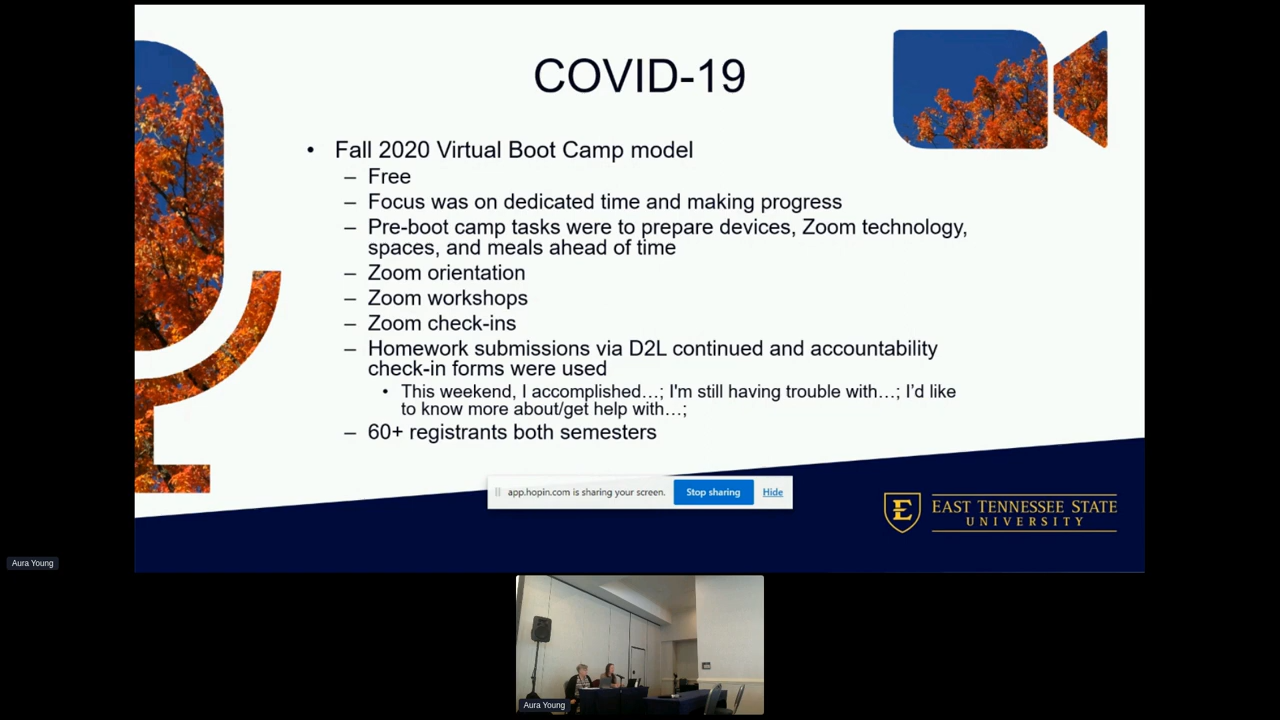 COVID-19
• Fall 2020 Virtual Boot Camp model
– Free
– Focus was on dedicated time and making progress
– Pre-boot camp tasks were to prepare devices, Zoom technology,
spaces, and meals ahead of time
– Zoom orientation
– Zoom workshops
– Zoom check-ins
– Homework submissions via D2L continued and accountability
check-in forms were used
• This weekend, I accomplished…; I'm still having trouble with…; I’d like
to know more about/get help with…;
– 60+ registrants both semesters
app.hopin.com is sharing your screen. Stop sharing Hide
E EAST TENNESSEE STATE
UNIVERSITY
Aura Young
Aura Young